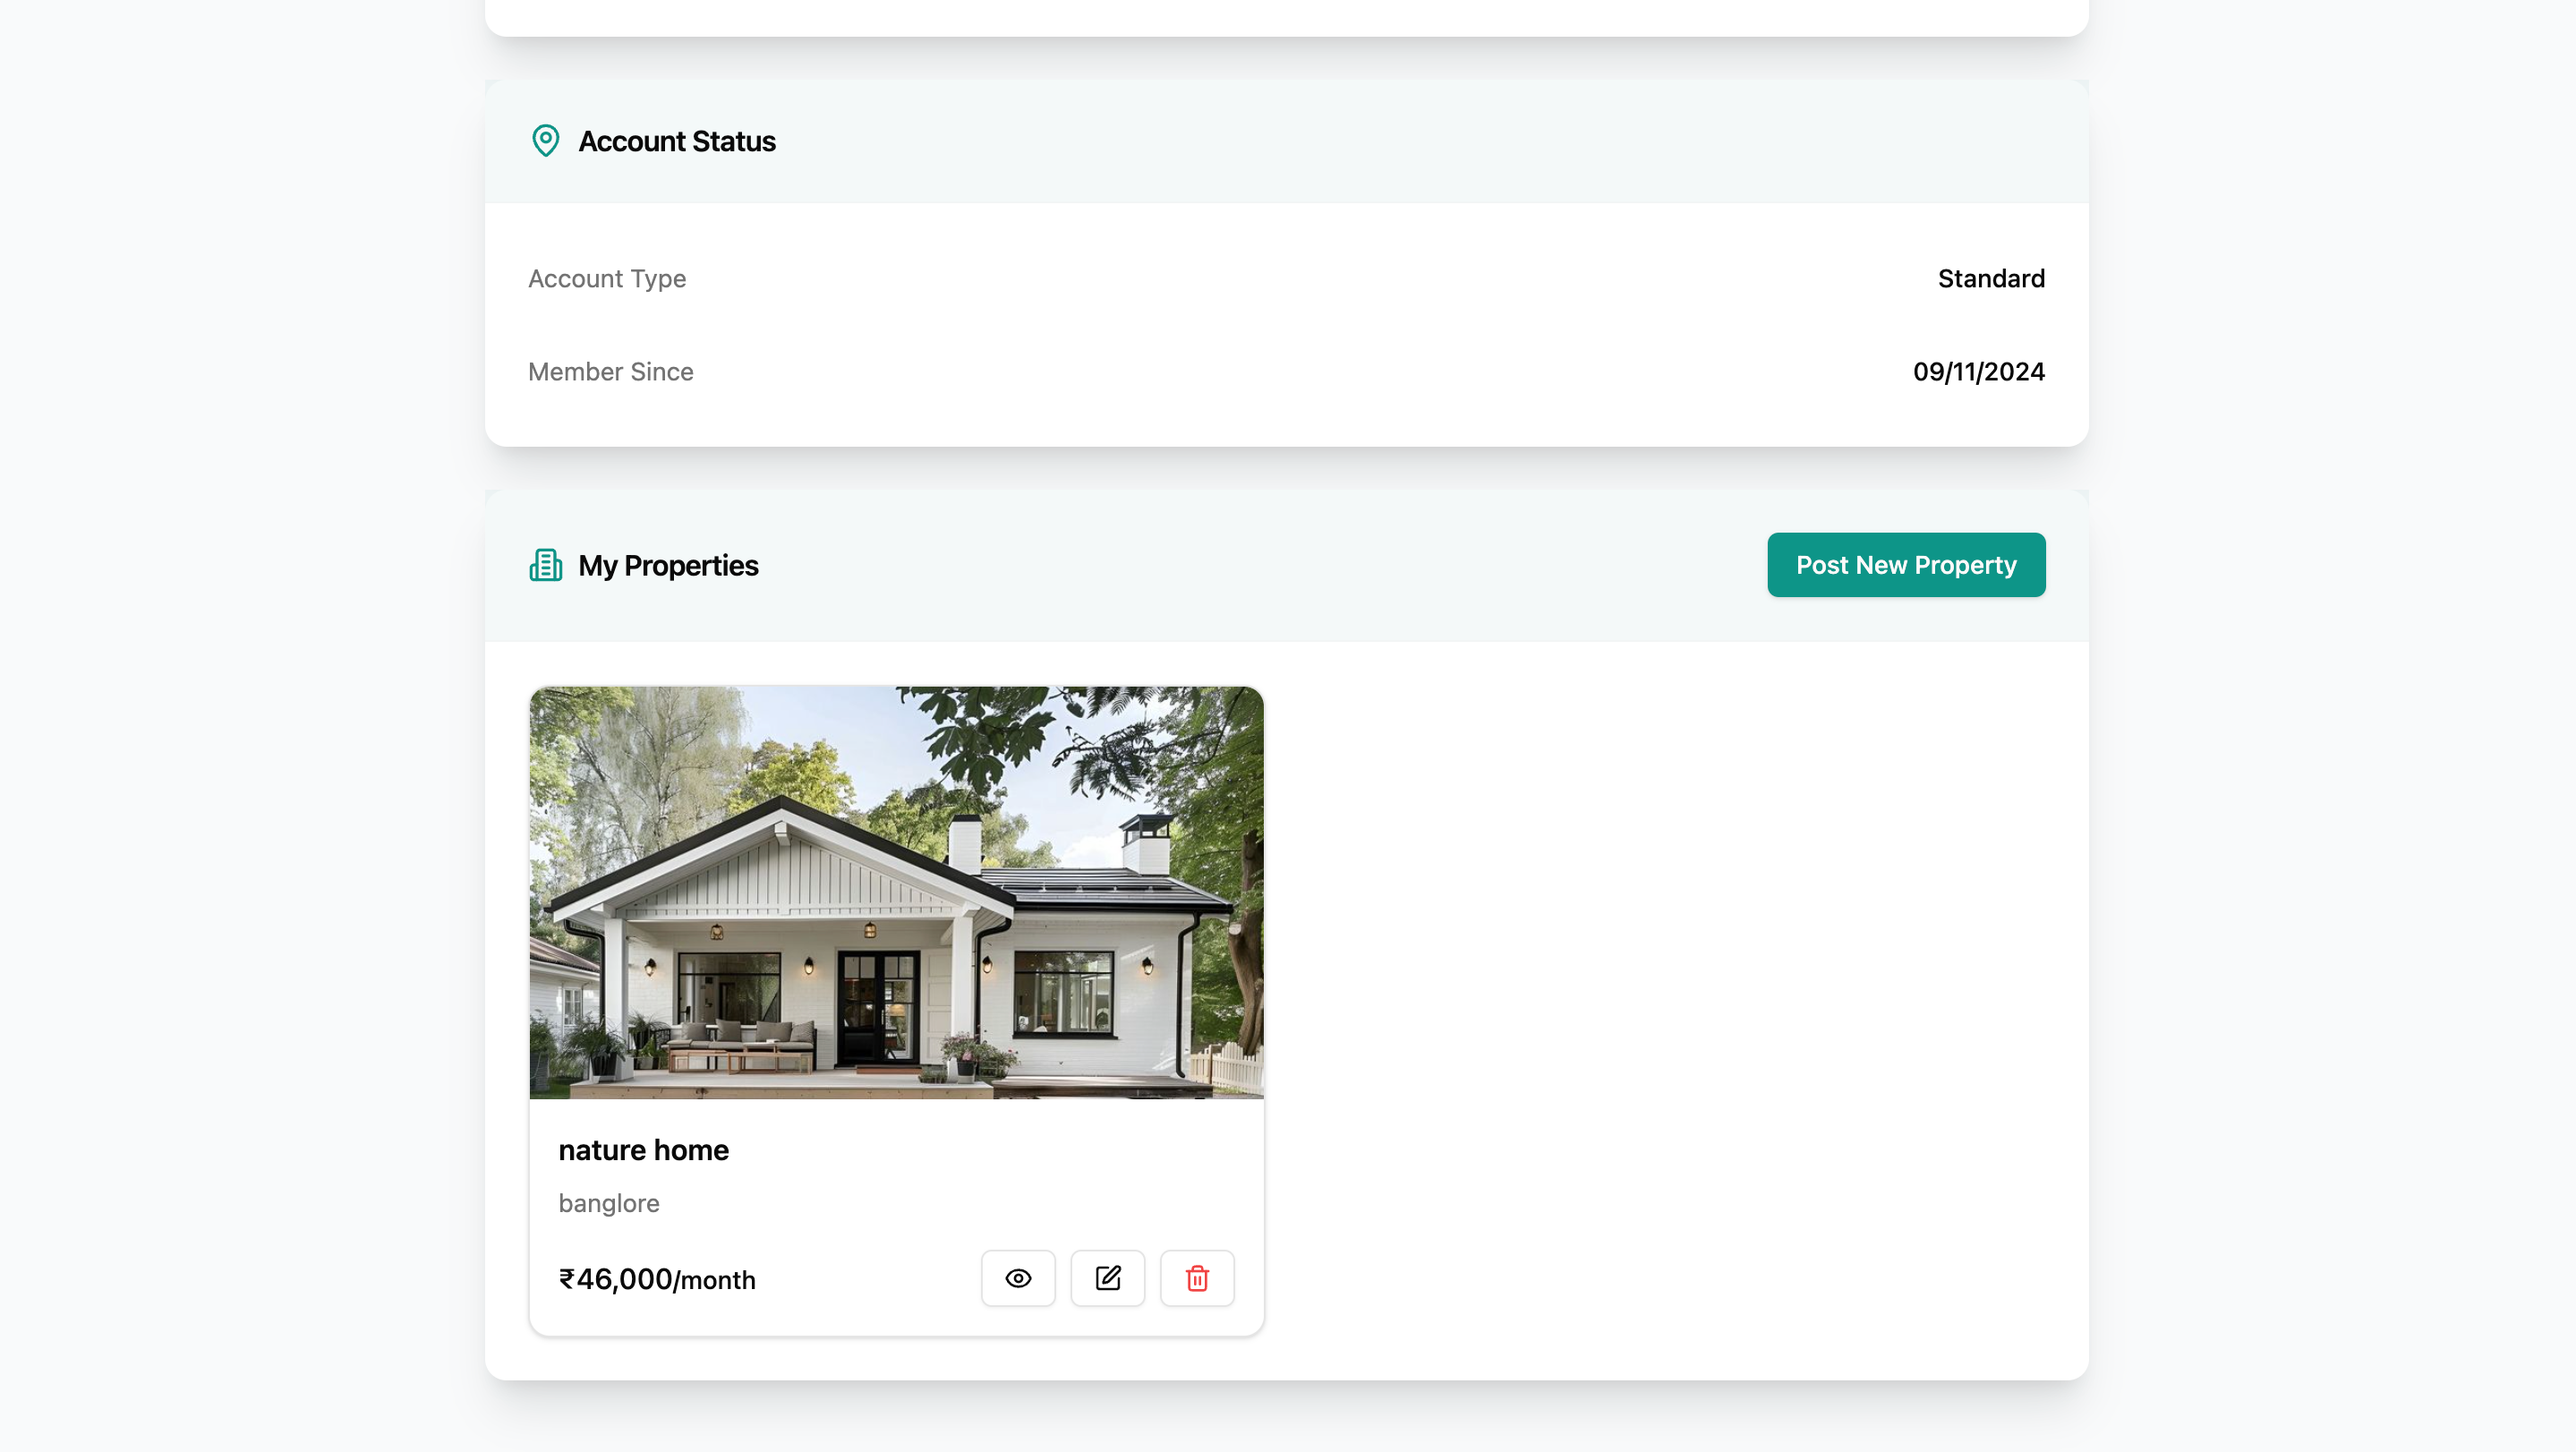 Account Status
Account Type
Standard
Member Since
09/11/2024
My Properties
Post New Property
nature home
banglore
₹46,000/month